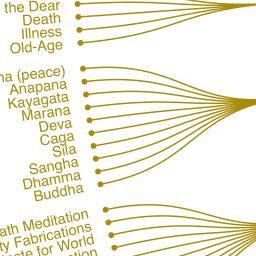 the Dear
Death
Illness
Old-Age
(peace)
Anapana
Kayagata
Marana
Deva
Caga
Sila
Sangha
Dhamma
Buddha
Meditation
Fabrications
for World